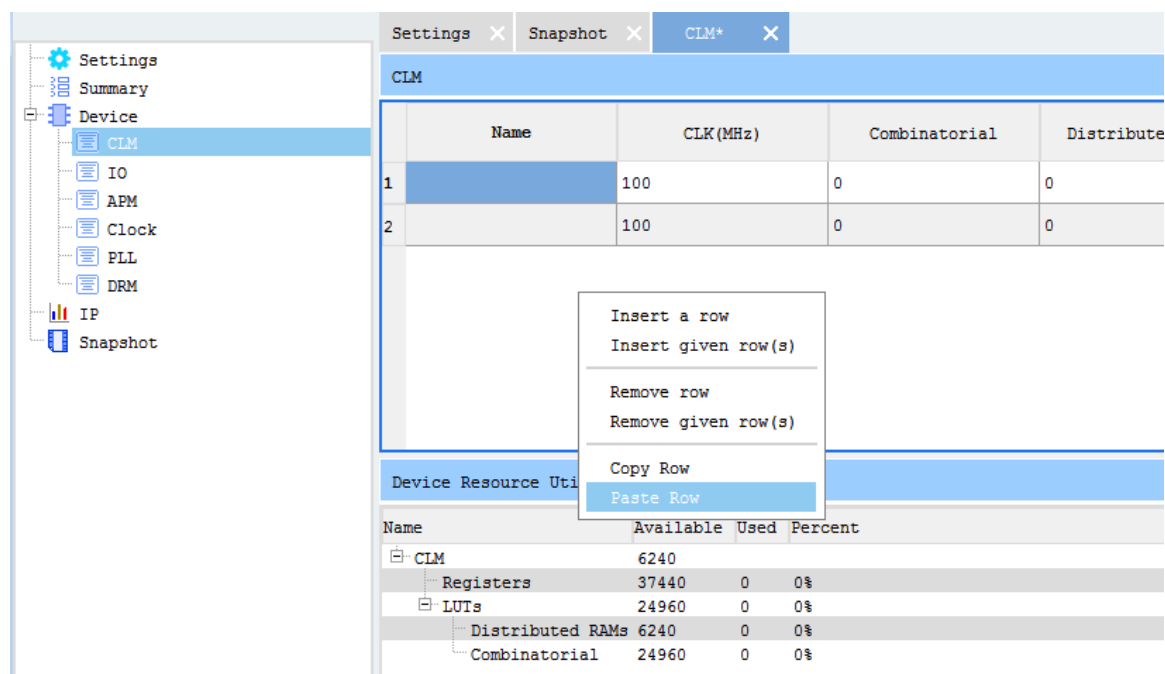 Settings Snapshot CLM*
Settings
Summary
Device
CLM
IO
APM
Clock
PLL
DRM
IP
Snapshot
CLM
Name CLK(MHz) Combinatorial Distribute
1 100 0 0
2 100 0 0
Insert a row
Insert given row(s)
Remove row
Remove given row(s)
Copy Row
Paste Row
Device Resource Uti
Name Available Used Percent
CLM 6240
Registers 37440 0 0%
LUTs 24960 0 0%
Distributed RAMs 6240 0 0%
Combinatorial 24960 0 0%